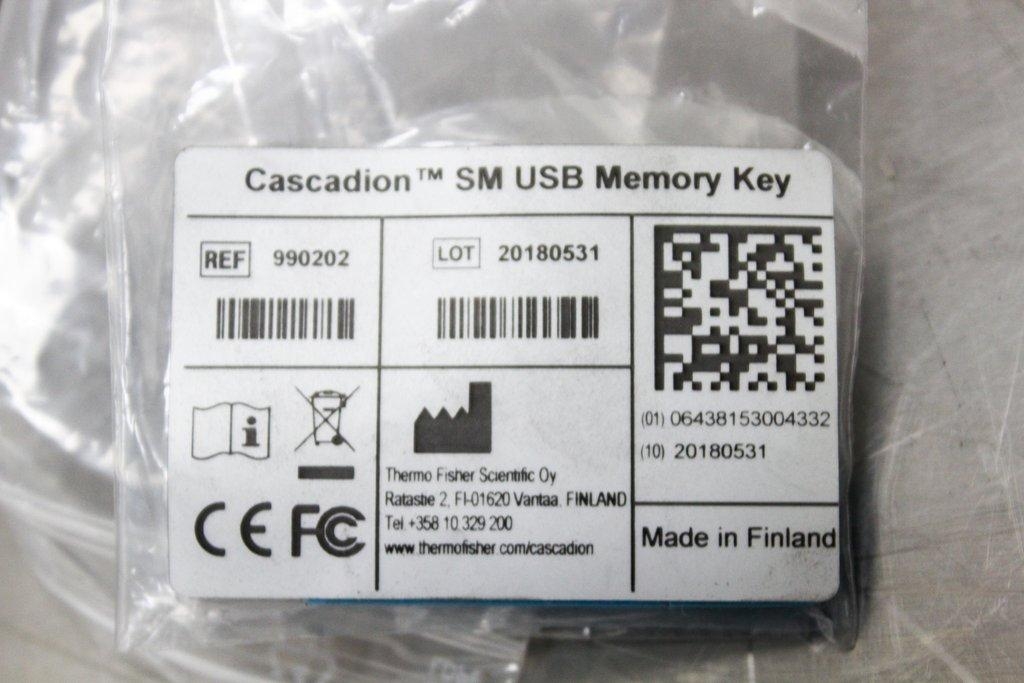 Cascadion™ SM USB Memory Key
REF 990202
LOT 20180531
(01) 06438153004332
(10) 20180531
i
CE FCC
Thermo Fisher Scientific Oy
Ratastie 2, FI-01620 Vantaa, FINLAND
Tel +358 10 329 200
www.thermofisher.com/cascadion
Made in Finland